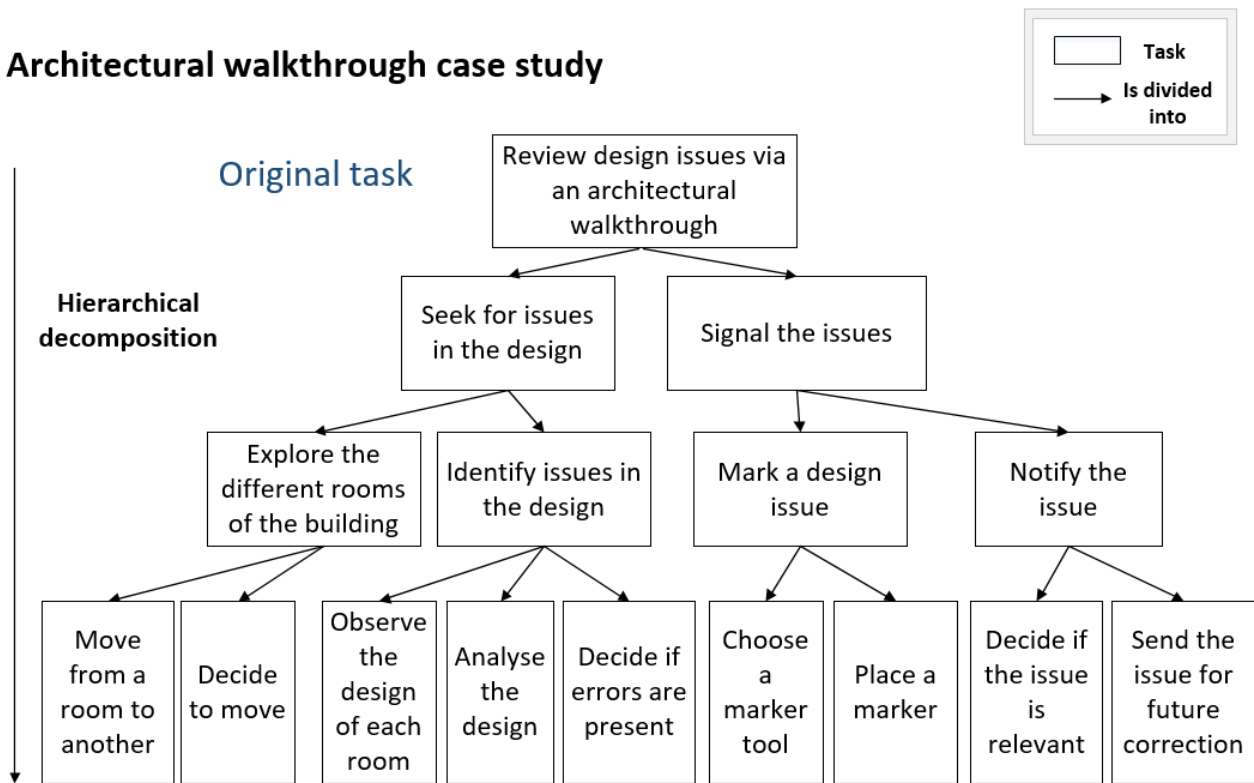 Architectural walkthrough case study
Task
Is divided
into
Original task
Review design issues via
an architectural
walkthrough
Hierarchical
decomposition
Seek for issues
in the design
Signal the issues
Explore the
different rooms
of the building
Identify issues in
the design
Mark a design
issue
Notify the
issue
Move
from a
room to
another
Decide
to move
Observe
the
design
of each
room
Analyse
the
design
Decide if
errors are
present
Choose
a
marker
tool
Place a
marker
Decide if
the issue
is
relevant
Send the
issue for
future
correction